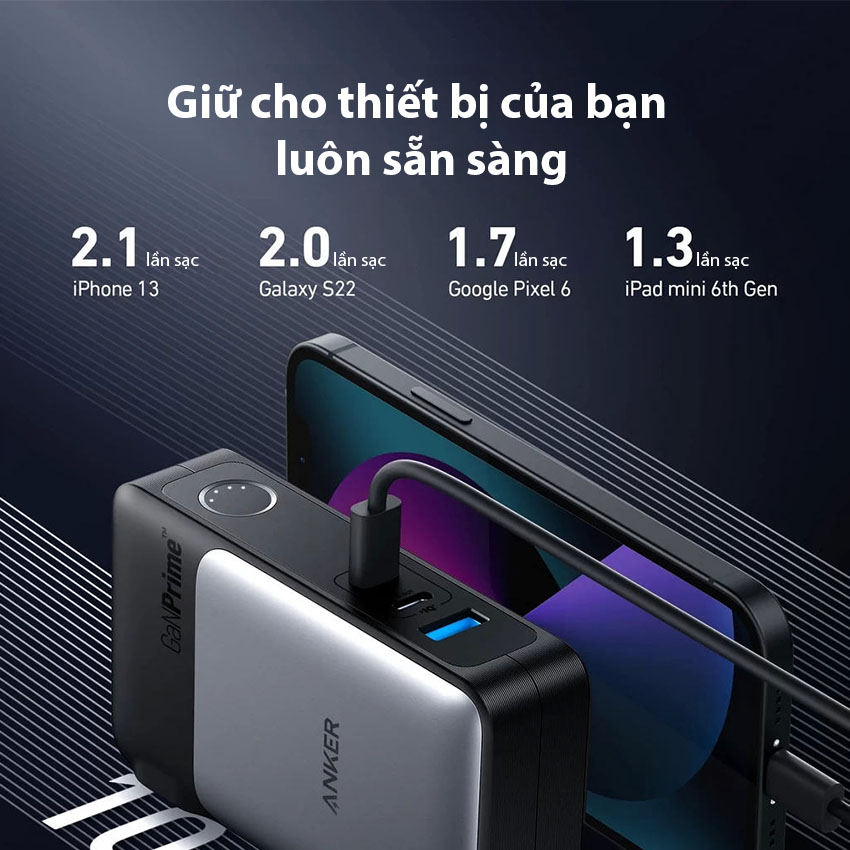 Giữ cho thiết bị của bạn
luôn sẵn sàng
2.1 lần sạc
iPhone 13
2.0 lần sạc
Galaxy S22
1.7 lần sạc
Google Pixel 6
1.3 lần sạc
iPad mini 6th Gen
GaNPrime™
ANKER